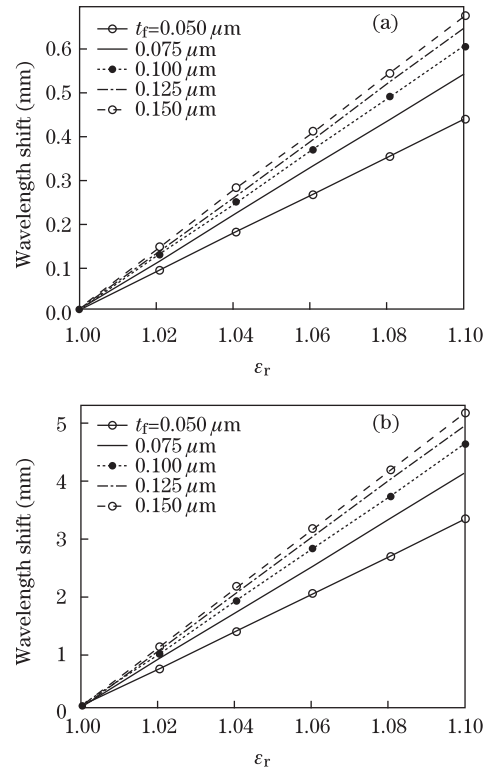 (a)
t_f=0.050 μm
0.075 μm
0.100 μm
0.125 μm
0.150 μm
Wavelength shift (mm)
0.6
0.5
0.4
0.3
0.2
0.1
0.0
1.00 1.02 1.04 1.06 1.08 1.10
ε_r
(b)
t_f=0.050 μm
0.075 μm
0.100 μm
0.125 μm
0.150 μm
Wavelength shift (mm)
5
4
3
2
1
0
1.00 1.02 1.04 1.06 1.08 1.10
ε_r